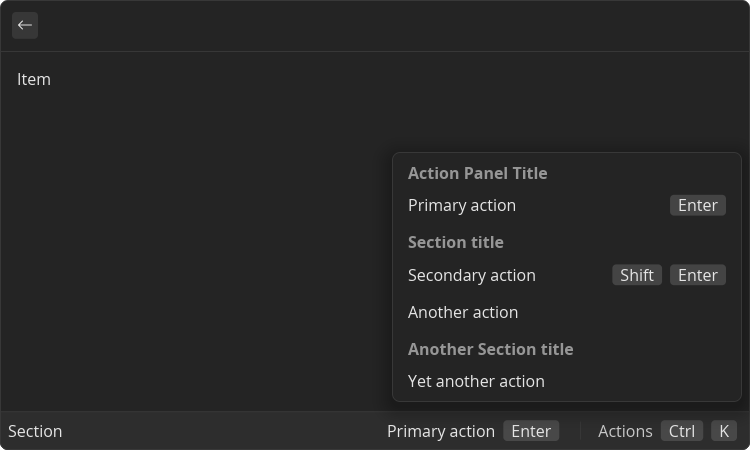 Item
Action Panel Title
Primary action Enter
Section title
Secondary action Shift Enter
Another action
Another Section title
Yet another action
Section Primary action Enter Actions Ctrl K